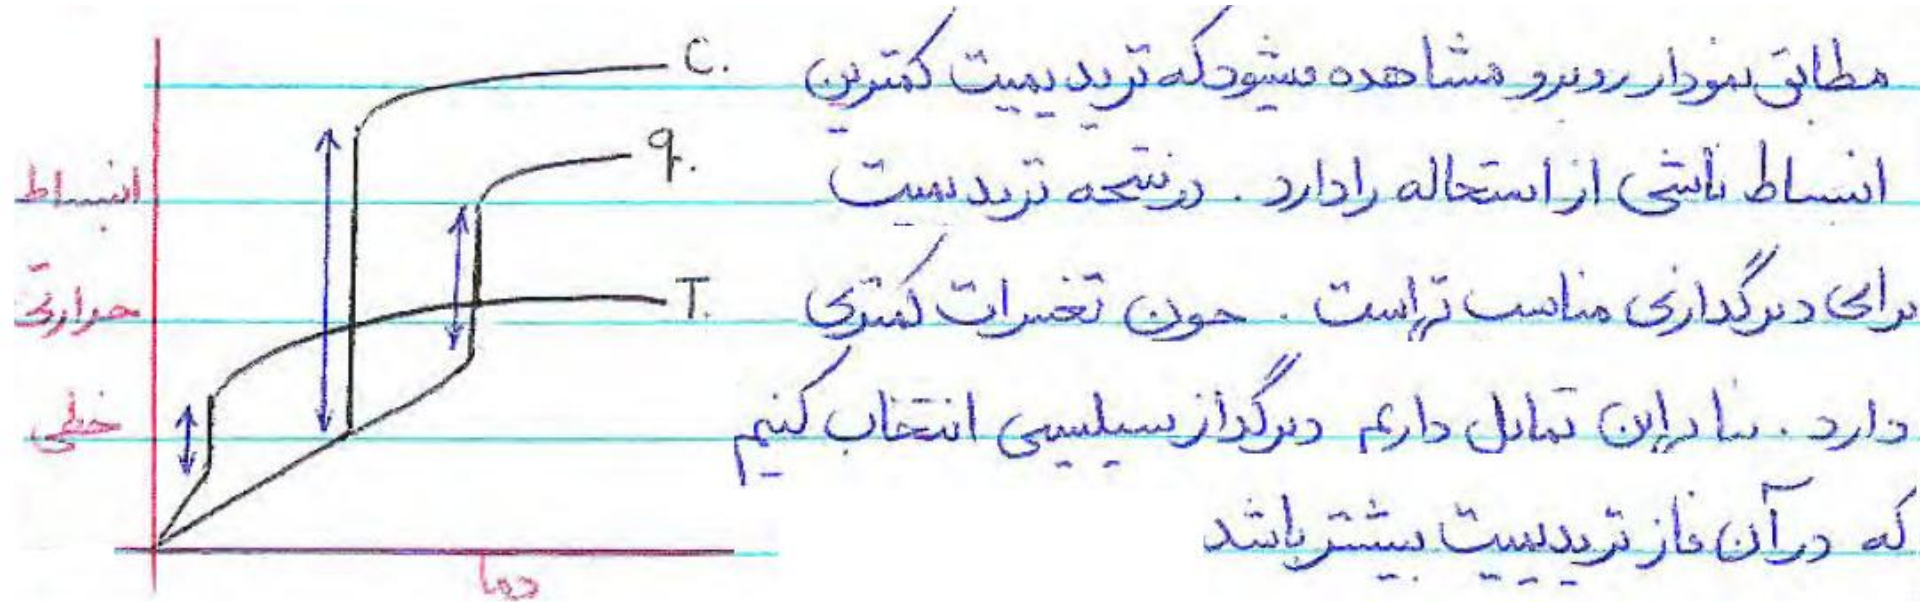 مطابق نمودار روبرو مشاهده میشود که تریدیمیت کمترین
انبساط ناشی از استحاله را دارد. درنتیجه تریدیمیت
برای دیرگدازی مناسب تر است. چون تغییرات کمتری
دارد. بنابراین تمایل داریم دیرگداز سیلیسی انتخاب کنیم
که در آن فاز تریدیمیت بیشتر باشد
انبساط
حرارتی
خطی
دما
C.
q.
T.